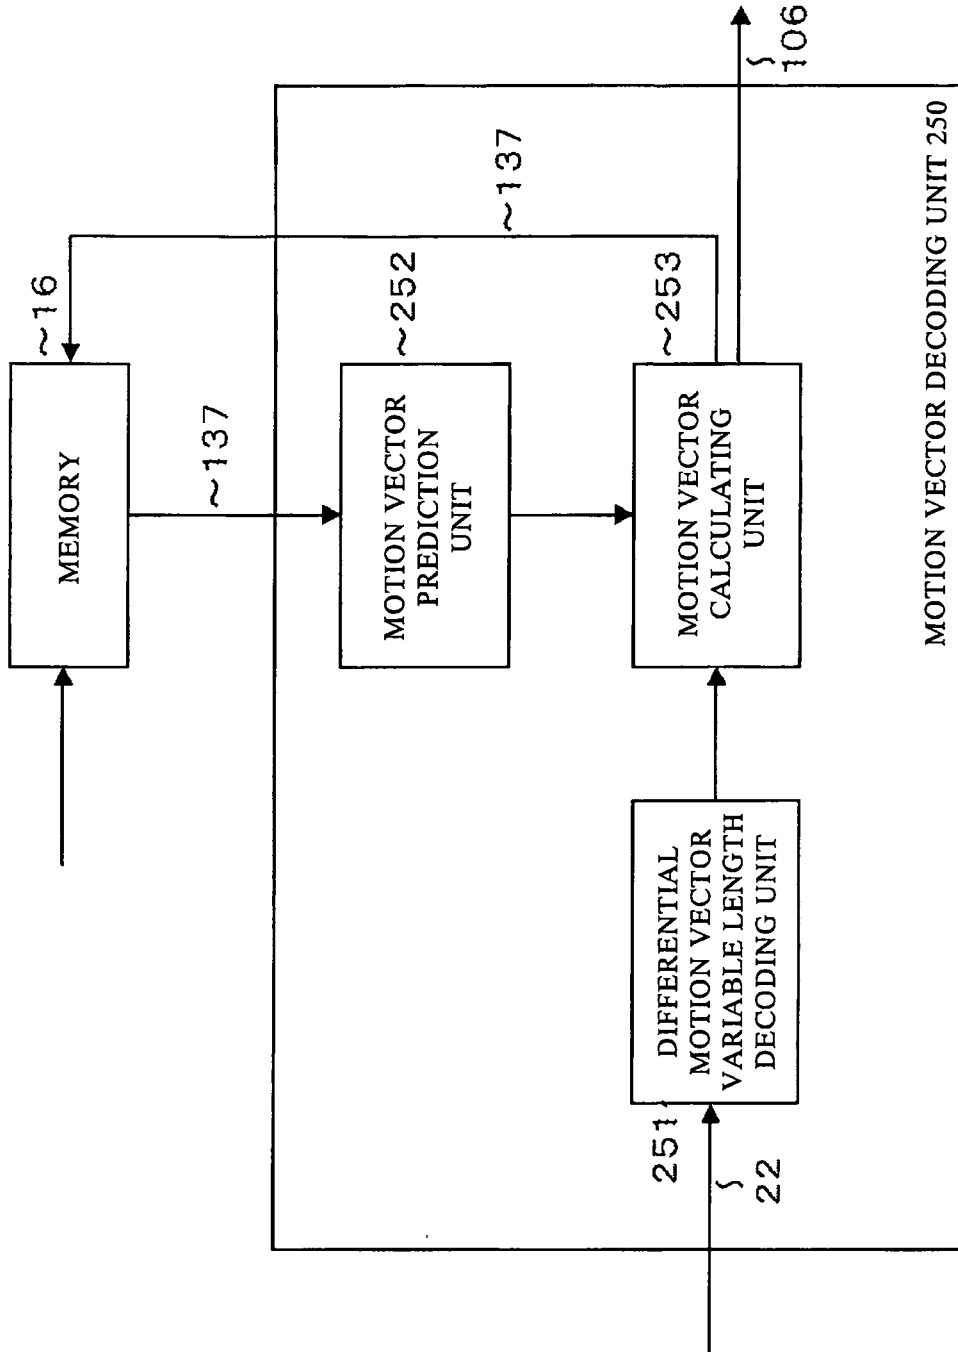 ~16
MEMORY
~137
~137
~252
MOTION VECTOR
PREDICTION
UNIT
~253
MOTION VECTOR
CALCULATING
UNIT
106
251
DIFFERENTIAL
MOTION VECTOR
VARIABLE LENGTH
DECODING UNIT
22
MOTION VECTOR DECODING UNIT 250